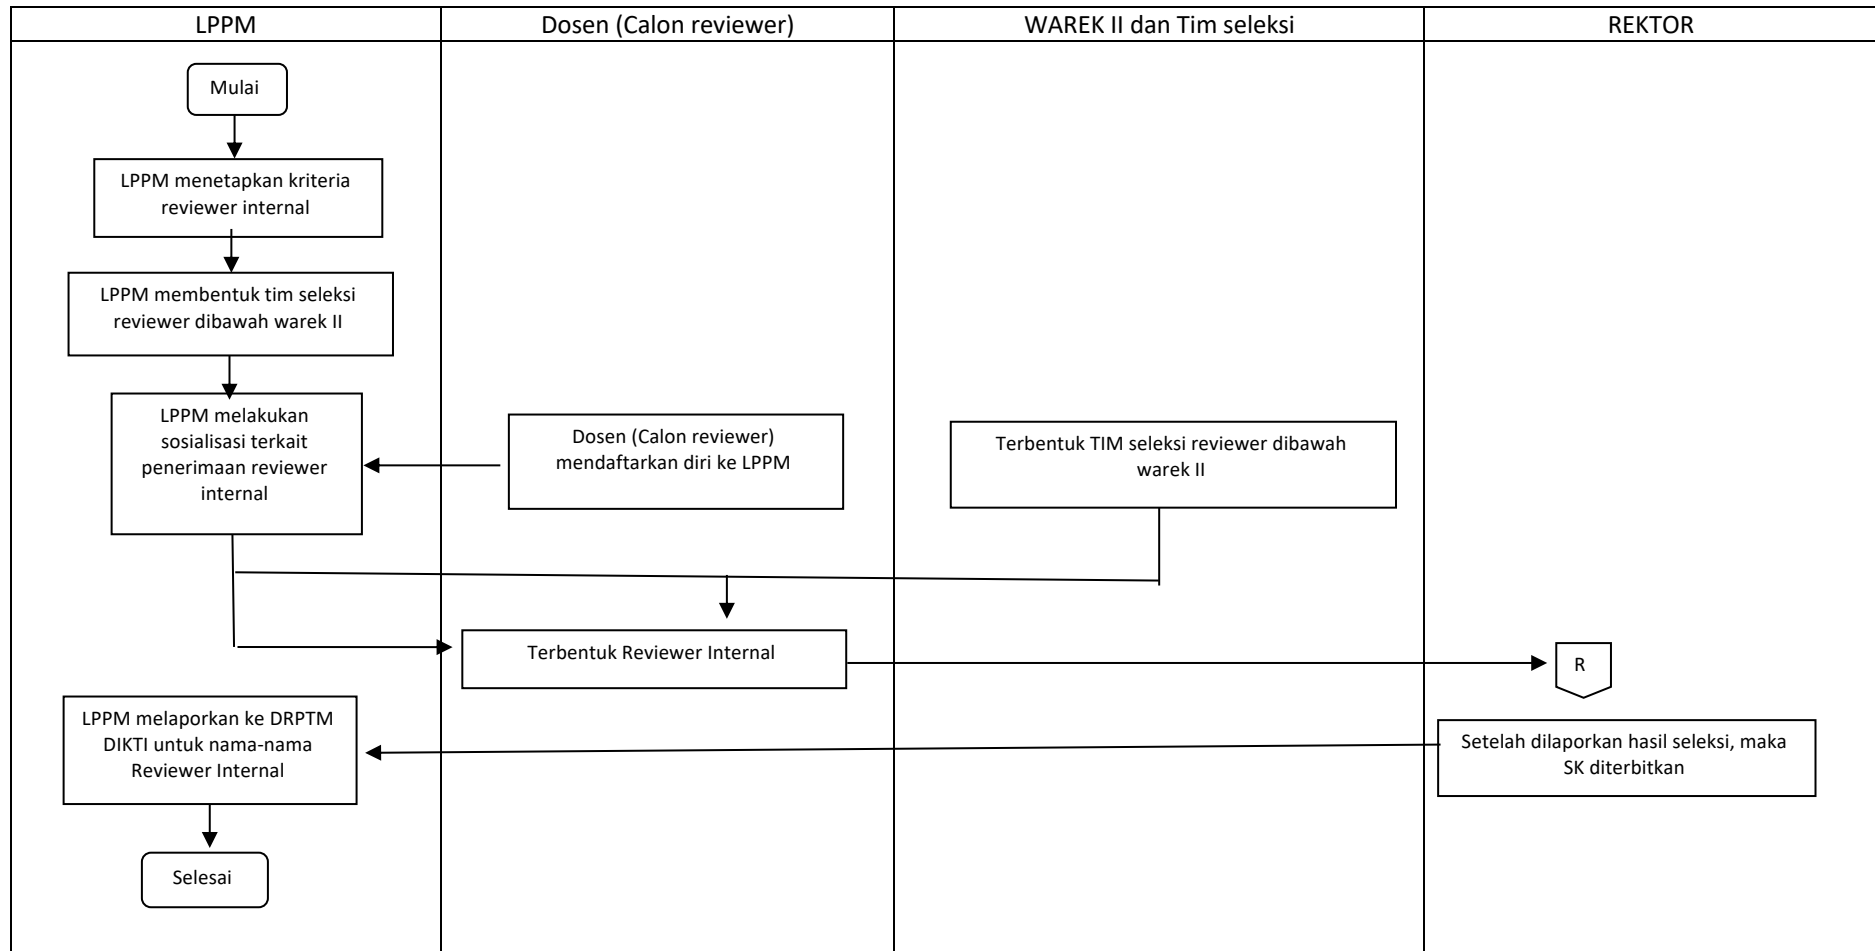 LPPM
Dosen (Calon reviewer)
WAREK II dan Tim seleksi
REKTOR
Mulai
LPPM menetapkan kriteria
reviewer internal
LPPM membentuk tim seleksi
reviewer dibawah warek II
LPPM melakukan
sosialisasi terkait
penerimaan reviewer
internal
Dosen (Calon reviewer)
mendaftarkan diri ke LPPM
Terbentuk TIM seleksi reviewer dibawah
warek II
Terbentuk Reviewer Internal
R
LPPM melaporkan ke DRPTM
DIKTI untuk nama-nama
Reviewer Internal
Setelah dilaporkan hasil seleksi, maka
SK diterbitkan
Selesai